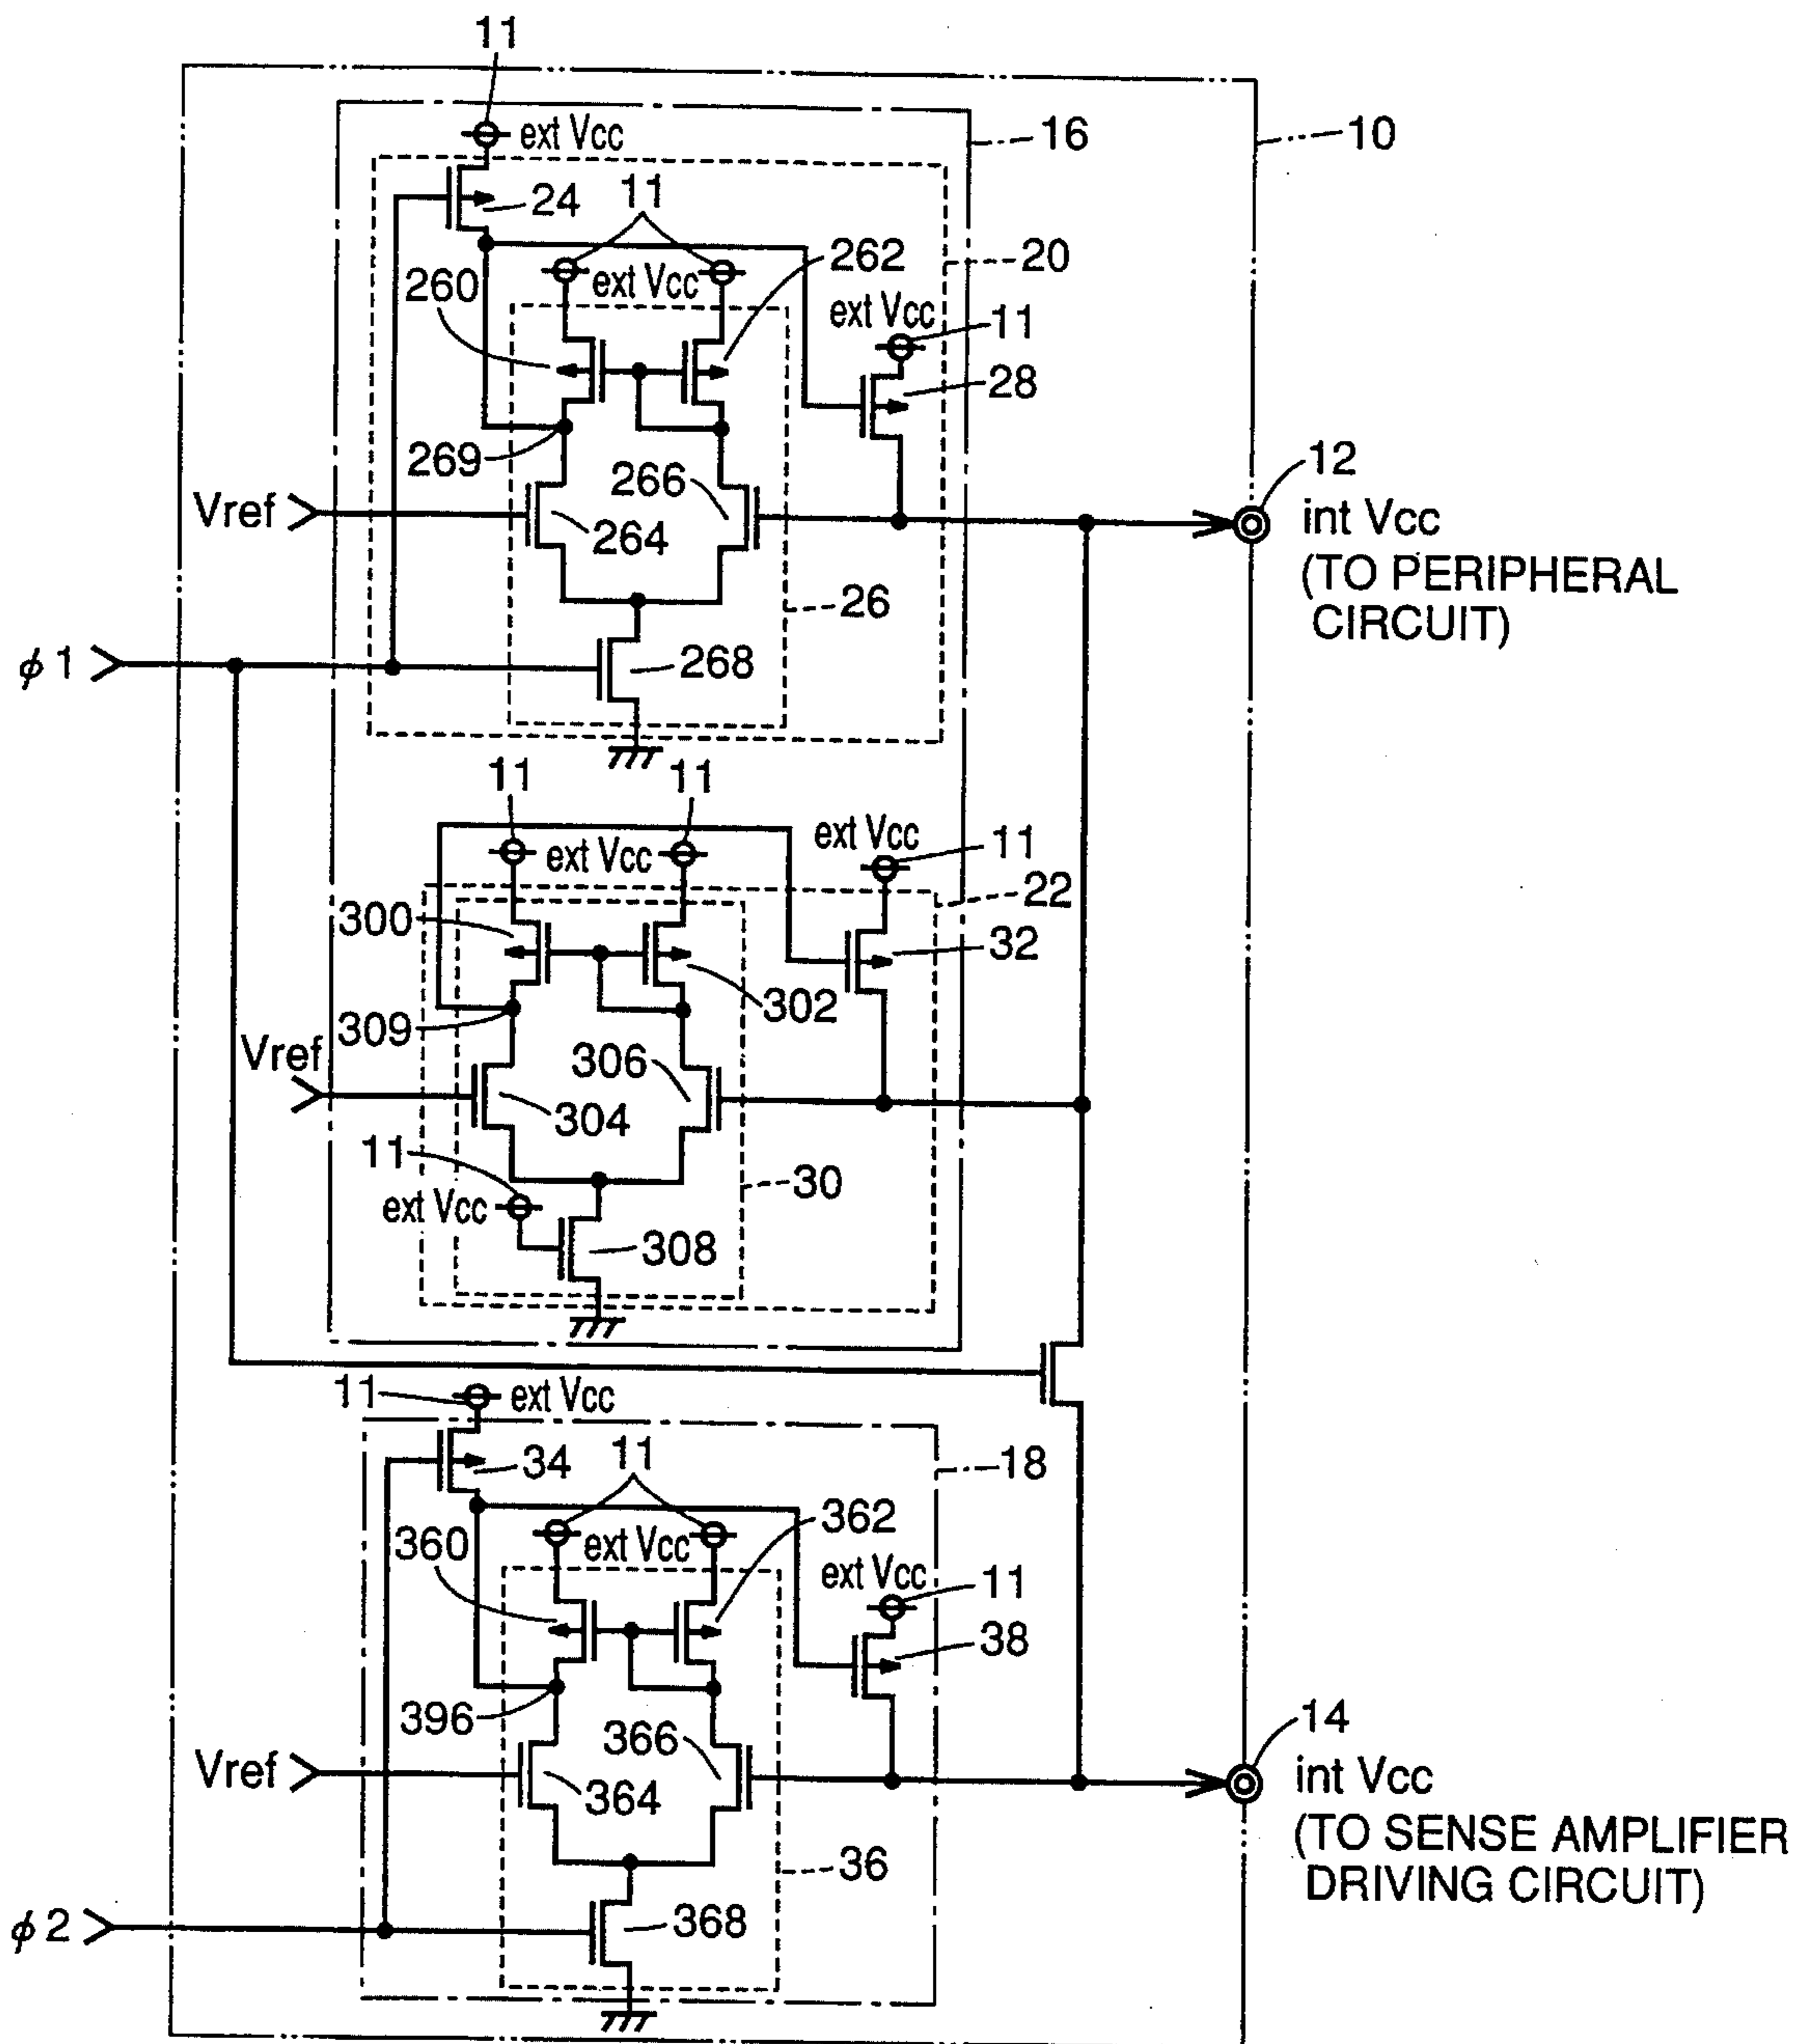 11
ext Vcc
16
10
24
11
20
260
ext Vcc
262
ext Vcc
11
28
269
12
Vref
266
int Vcc
264
(TO PERIPHERAL
CIRCUIT)
26
φ1
268
11
11
ext Vcc
ext Vcc
11
22
300
32
302
309
Vref
306
304
11
30
ext Vcc
308
11
ext Vcc
34
11
18
360
ext Vcc
362
ext Vcc
11
38
396
14
Vref
366
int Vcc
364
(TO SENSE AMPLIFIER
DRIVING CIRCUIT)
36
φ2
368